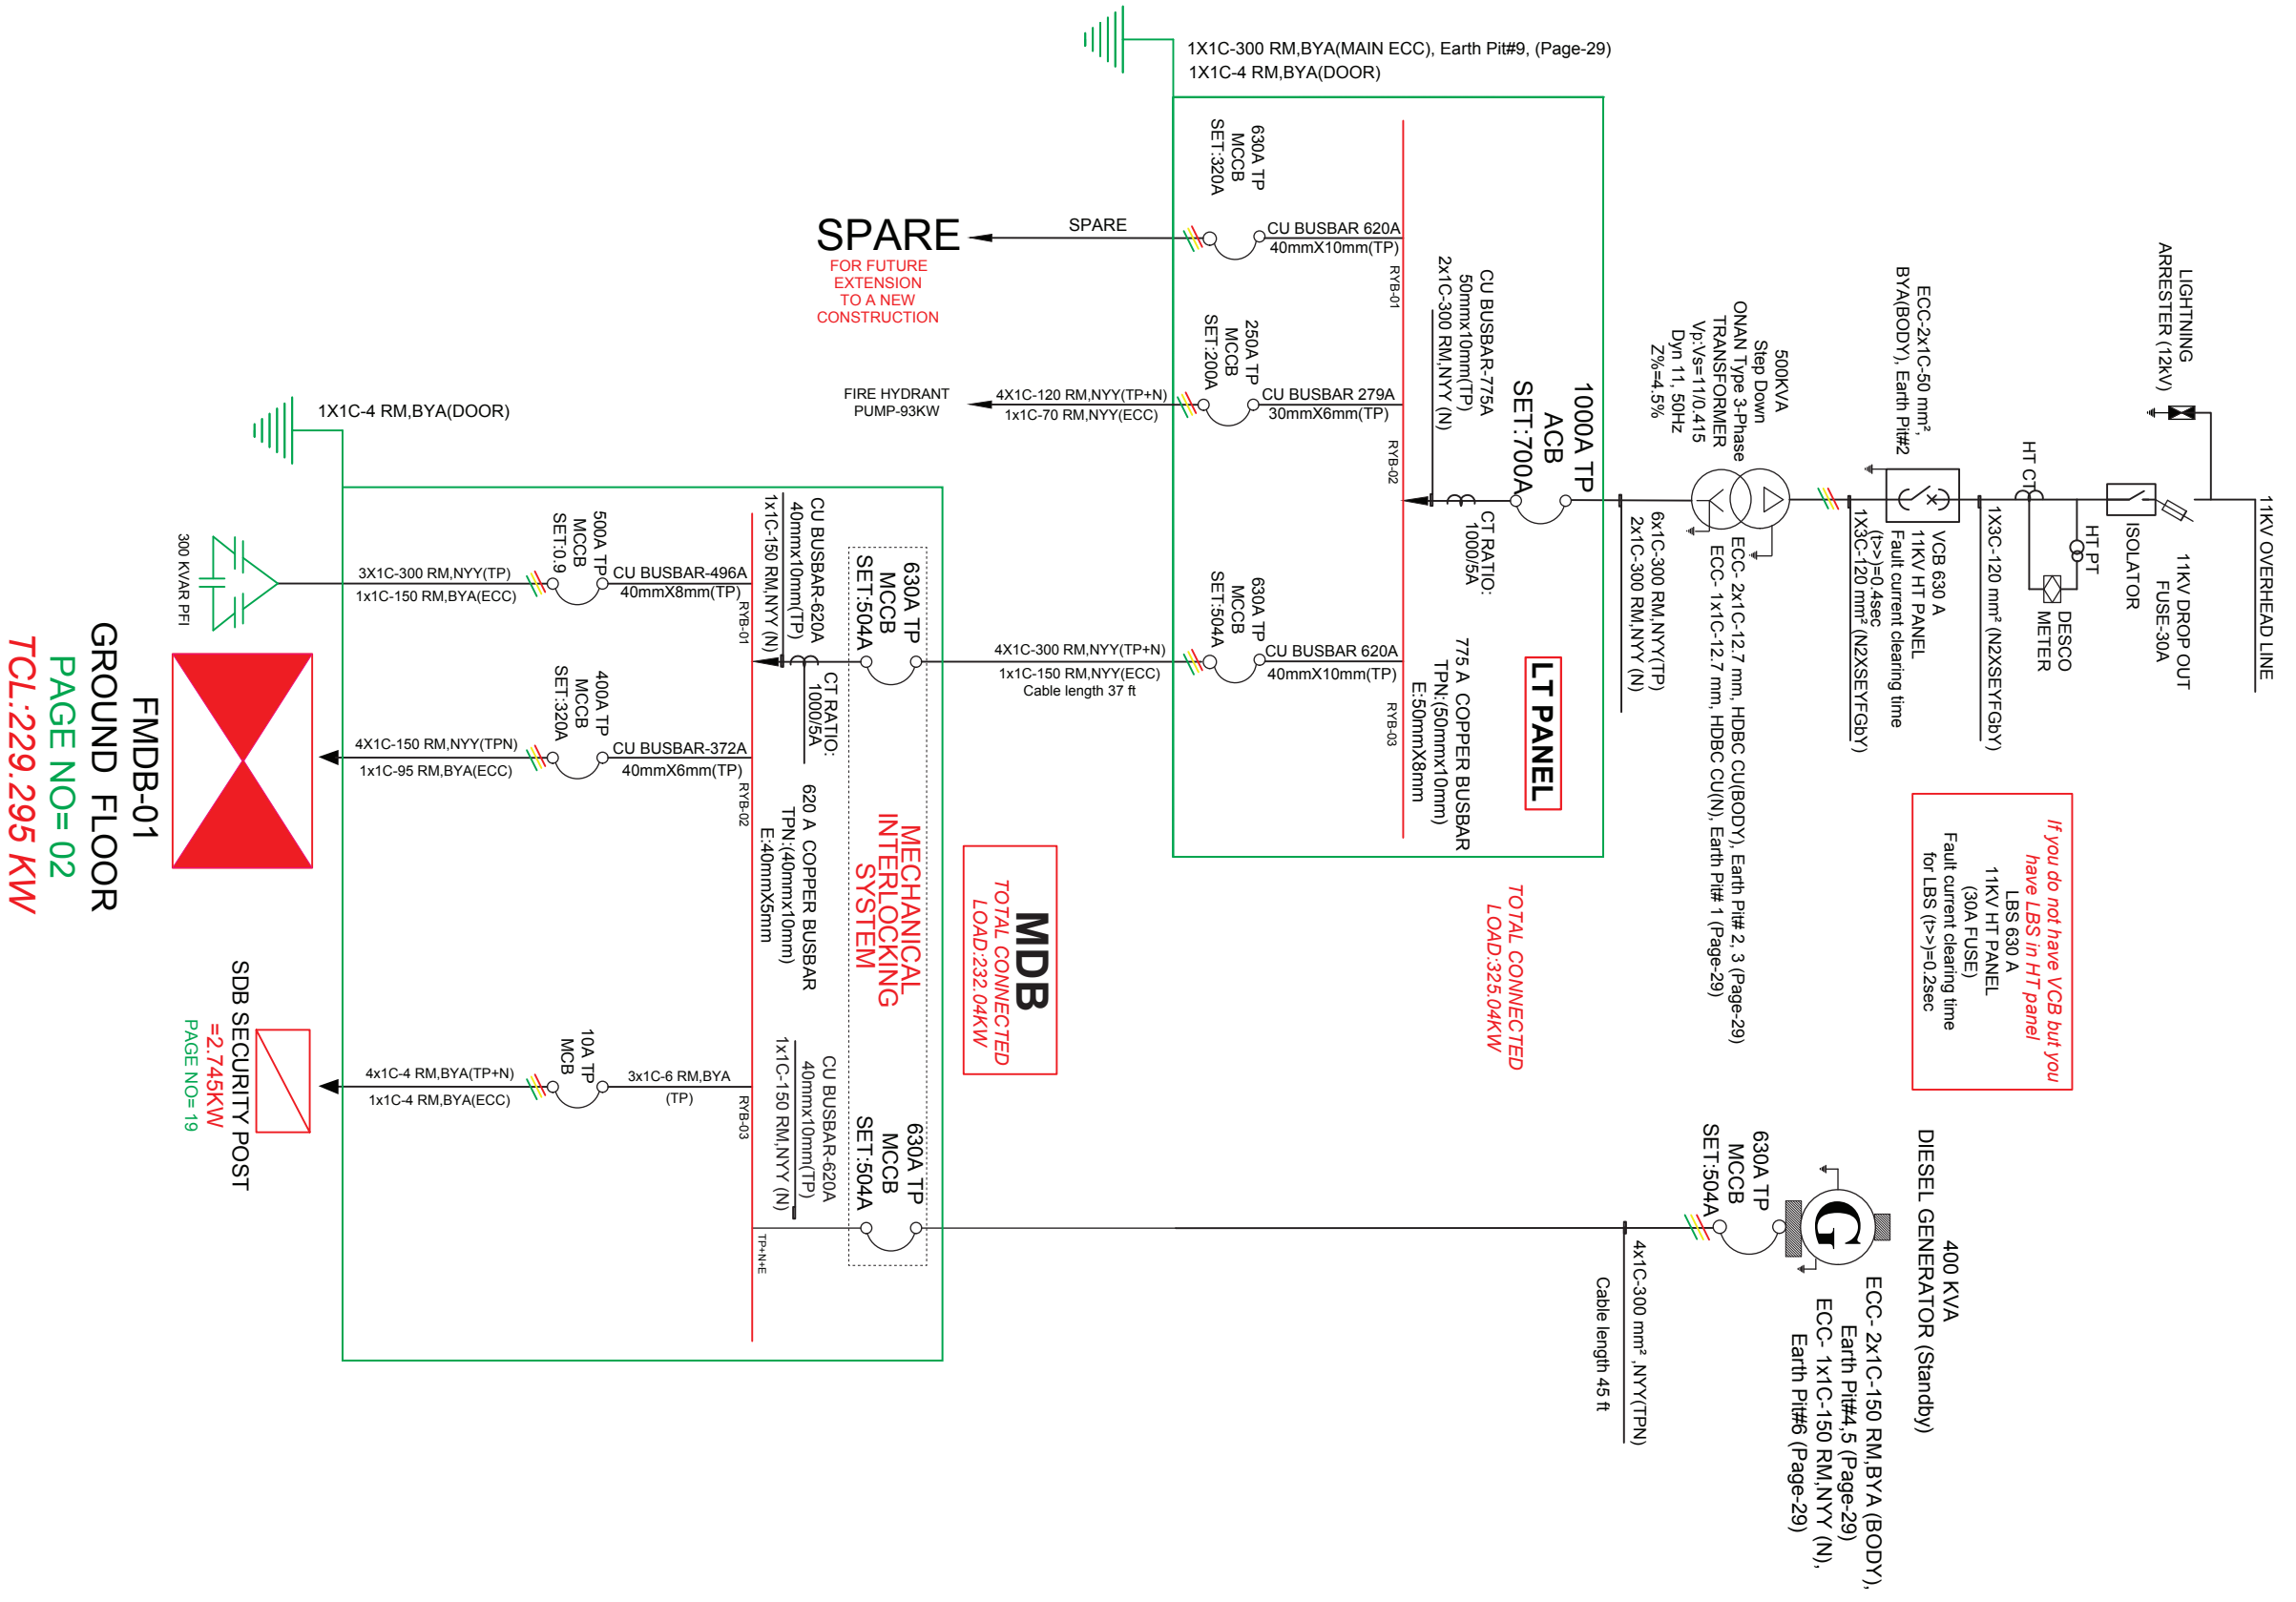 11KV OVERHEAD LINE
LIGHTNING
ARRESTER (12kV)
11KV DROP OUT
FUSE-30A
ISOLATOR
HT PT
HT CT
DESCO
METER
1X3C-120 mm² (N2XSEYFGbY)
ECC-2x1C-50 mm²,
BYA(BODY), Earth Pit#2
VCB 630 A
11KV HT PANEL
Fault current clearing time
(t>>)=0.4sec
1X3C-120 mm² (N2XSEYFGbY)
If you do not have VCB but you
have LBS in HT panel
LBS 630 A
11KV HT PANEL
(30A FUSE)
Fault current clearing time
for LBS (t>>)=0.2sec
500KVA
Step Down
ONAN Type 3-Phase
TRANSFORMER
Vp:Vs=11/0.415
Dyn 11, 50Hz
Z%=4.5%
ECC- 2x1C-12.7 mm, HDBC CU(BODY), Earth Pit# 2, 3 (Page-29)
ECC- 1x1C-12.7 mm, HDBC CU(N), Earth Pit# 1 (Page-29)
6x1C-300 RM,NYY(TP)
2x1C-300 RM,NYY (N)
400 KVA
DIESEL GENERATOR (Standby)
G
ECC- 2x1C-150 RM,BYA (BODY),
Earth Pit#4,5 (Page-29)
ECC- 1x1C-150 RM,NYY (N),
Earth Pit#6 (Page-29)
630A TP
MCCB
SET:504A
4x1C-300 mm² ,NYY(TPN)
Cable length 45 ft
1X1C-300 RM,BYA(MAIN ECC), Earth Pit#9, (Page-29)
1X1C-4 RM,BYA(DOOR)
1000A TP
ACB
SET:700A
LT PANEL
TOTAL CONNECTED
LOAD:325.04KW
CT RATIO:
1000/5A
CU BUSBAR-775A
50mmx10mm(TP)
2x1C-300 RM,NYY (N)
775 A COPPER BUSBAR
TPN:(50mmx10mm)
E:50mmX8mm
RYB-01
RYB-02
RYB-03
CU BUSBAR 620A
40mmX10mm(TP)
630A TP
MCCB
SET:320A
SPARE
SPARE
FOR FUTURE
EXTENSION
TO A NEW
CONSTRUCTION
CU BUSBAR 279A
30mmX6mm(TP)
250A TP
MCCB
SET:200A
4X1C-120 RM,NYY(TP+N)
1x1C-70 RM,NYY(ECC)
FIRE HYDRANT
PUMP-93KW
CU BUSBAR 620A
40mmX10mm(TP)
630A TP
MCCB
SET:504A
4X1C-300 RM,NYY(TP+N)
1x1C-150 RM,NYY(ECC)
Cable length 37 ft
MDB
TOTAL CONNECTED
LOAD:232.04KW
1X1C-4 RM,BYA(DOOR)
630A TP
MCCB
SET:504A
MECHANICAL
INTERLOCKING
SYSTEM
630A TP
MCCB
SET:504A
CT RATIO:
1000/5A
CU BUSBAR-620A
40mmx10mm(TP)
1x1C-150 RM,NYY (N)
620 A COPPER BUSBAR
TPN:(40mmx10mm)
E:40mmX5mm
CU BUSBAR-620A
40mmx10mm(TP)
1x1C-150 RM,NYY (N)
RYB-01
RYB-02
RYB-03
TP+N+E
CU BUSBAR-496A
40mmX8mm(TP)
500A TP
MCCB
SET:0.9
3X1C-300 RM,NYY(TP)
1x1C-150 RM,BYA(ECC)
300 KVAR PFI
CU BUSBAR-372A
40mmX6mm(TP)
400A TP
MCCB
SET:320A
4X1C-150 RM,NYY(TPN)
1x1C-95 RM,BYA(ECC)
FMDB-01
GROUND FLOOR
PAGE NO= 02
TCL:229.295 KW
3x1C-6 RM,BYA
(TP)
10A TP
MCB
4x1C-4 RM,BYA(TP+N)
1x1C-4 RM,BYA(ECC)
SDB SECURITY POST
=2.745KW
PAGE NO= 19